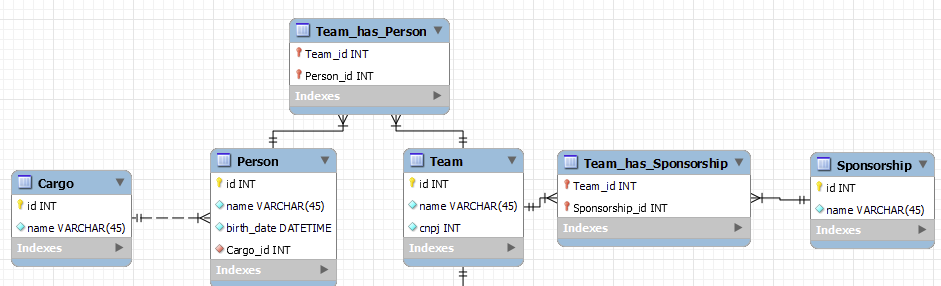 Team_has_Person
Team_id INT
Person_id INT
Indexes
Cargo
id INT
name VARCHAR(45)
Indexes
Person
id INT
name VARCHAR(45)
birth_date DATETIME
Cargo_id INT
Indexes
Team
id INT
name VARCHAR(45)
cnpj INT
Indexes
Team_has_Sponsorship
Team_id INT
Sponsorship_id INT
Indexes
Sponsorship
id INT
name VARCHAR(45)
Indexes